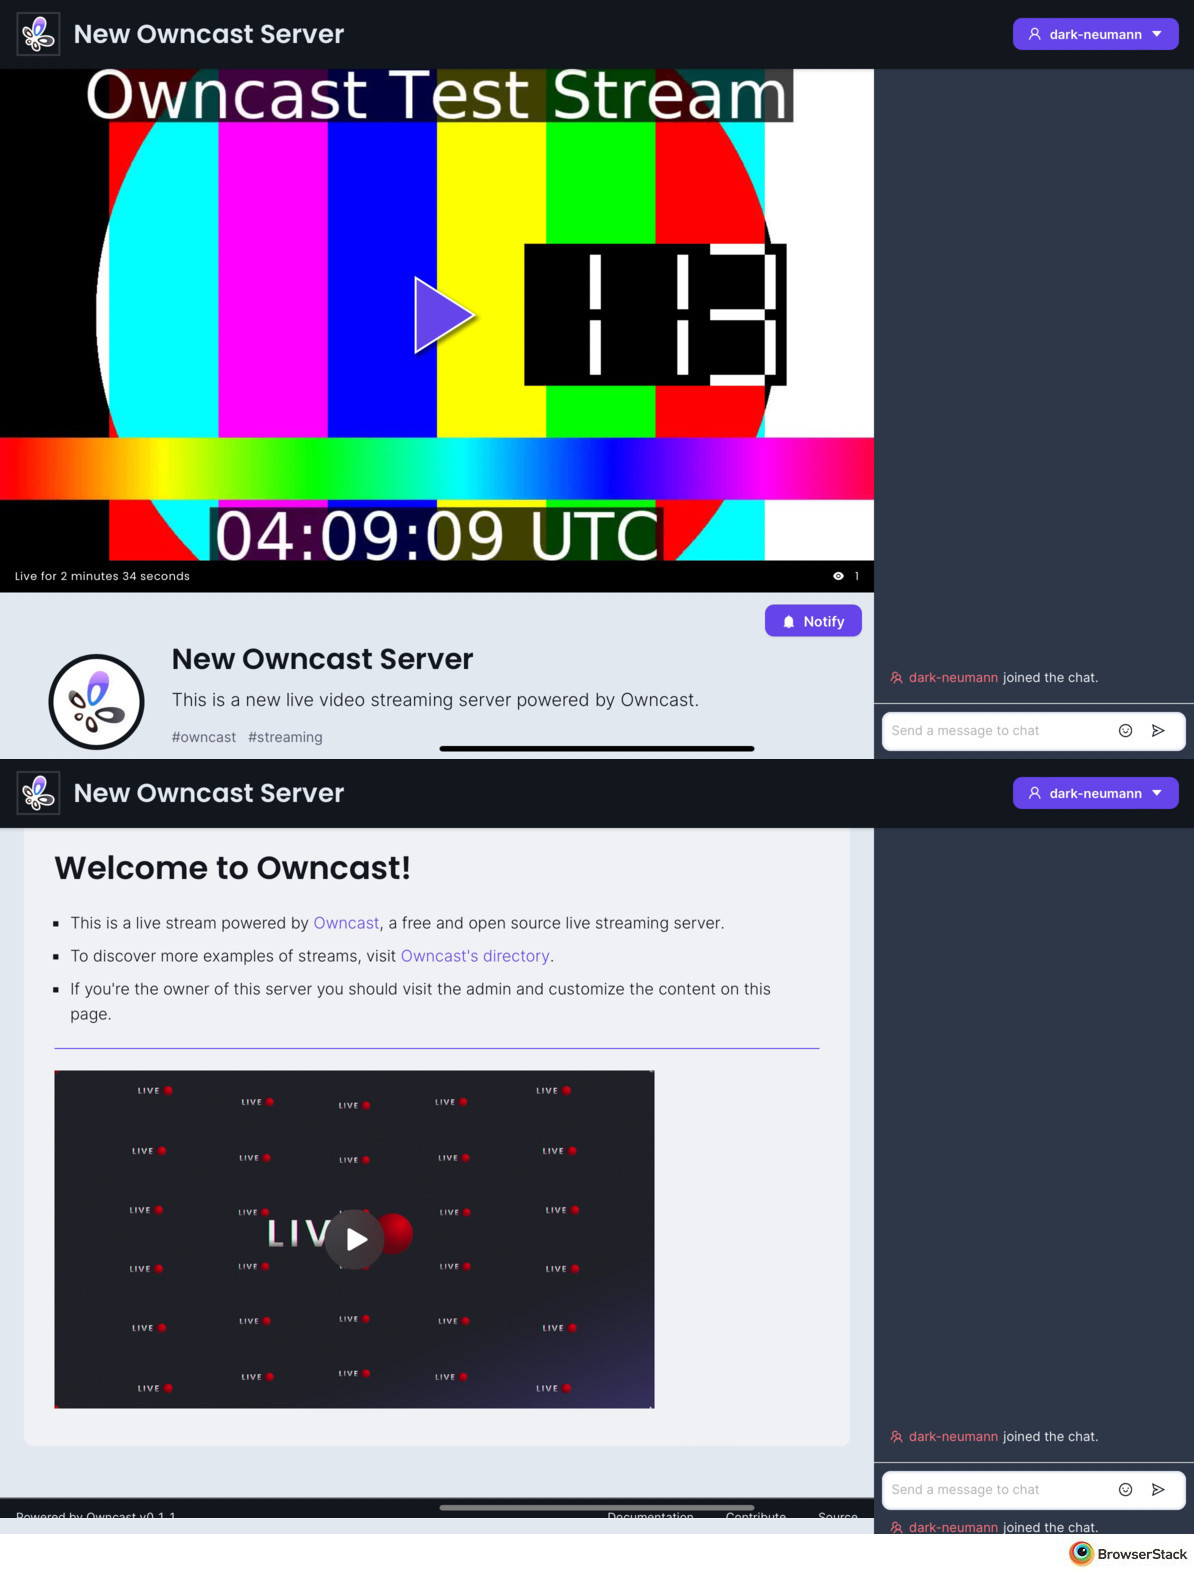 New Owncast Server
dark-neumann
Owncast Test Stream
113
04:09:09 UTC
Live for 2 minutes 34 seconds
1
Notify
New Owncast Server
This is a new live video streaming server powered by Owncast.
#owncast #streaming
dark-neumann joined the chat.
Send a message to chat
New Owncast Server
dark-neumann
Welcome to Owncast!
This is a live stream powered by Owncast, a free and open source live streaming server.
To discover more examples of streams, visit Owncast's directory.
If you're the owner of this server you should visit the admin and customize the content on this
page.
LIVE LIVE LIVE LIVE LIVE
LIVE LIVE LIVE LIVE LIVE
LIVE LIVE LIVE LIVE
LIV
LIVE LIVE LIVE LIVE
LIVE LIVE LIVE LIVE LIVE
LIVE LIVE LIVE LIVE LIVE
dark-neumann joined the chat.
Send a message to chat
Powered by Owncast v0.1.1
Documentation Contribute Source
dark-neumann joined the chat.
BrowserStack